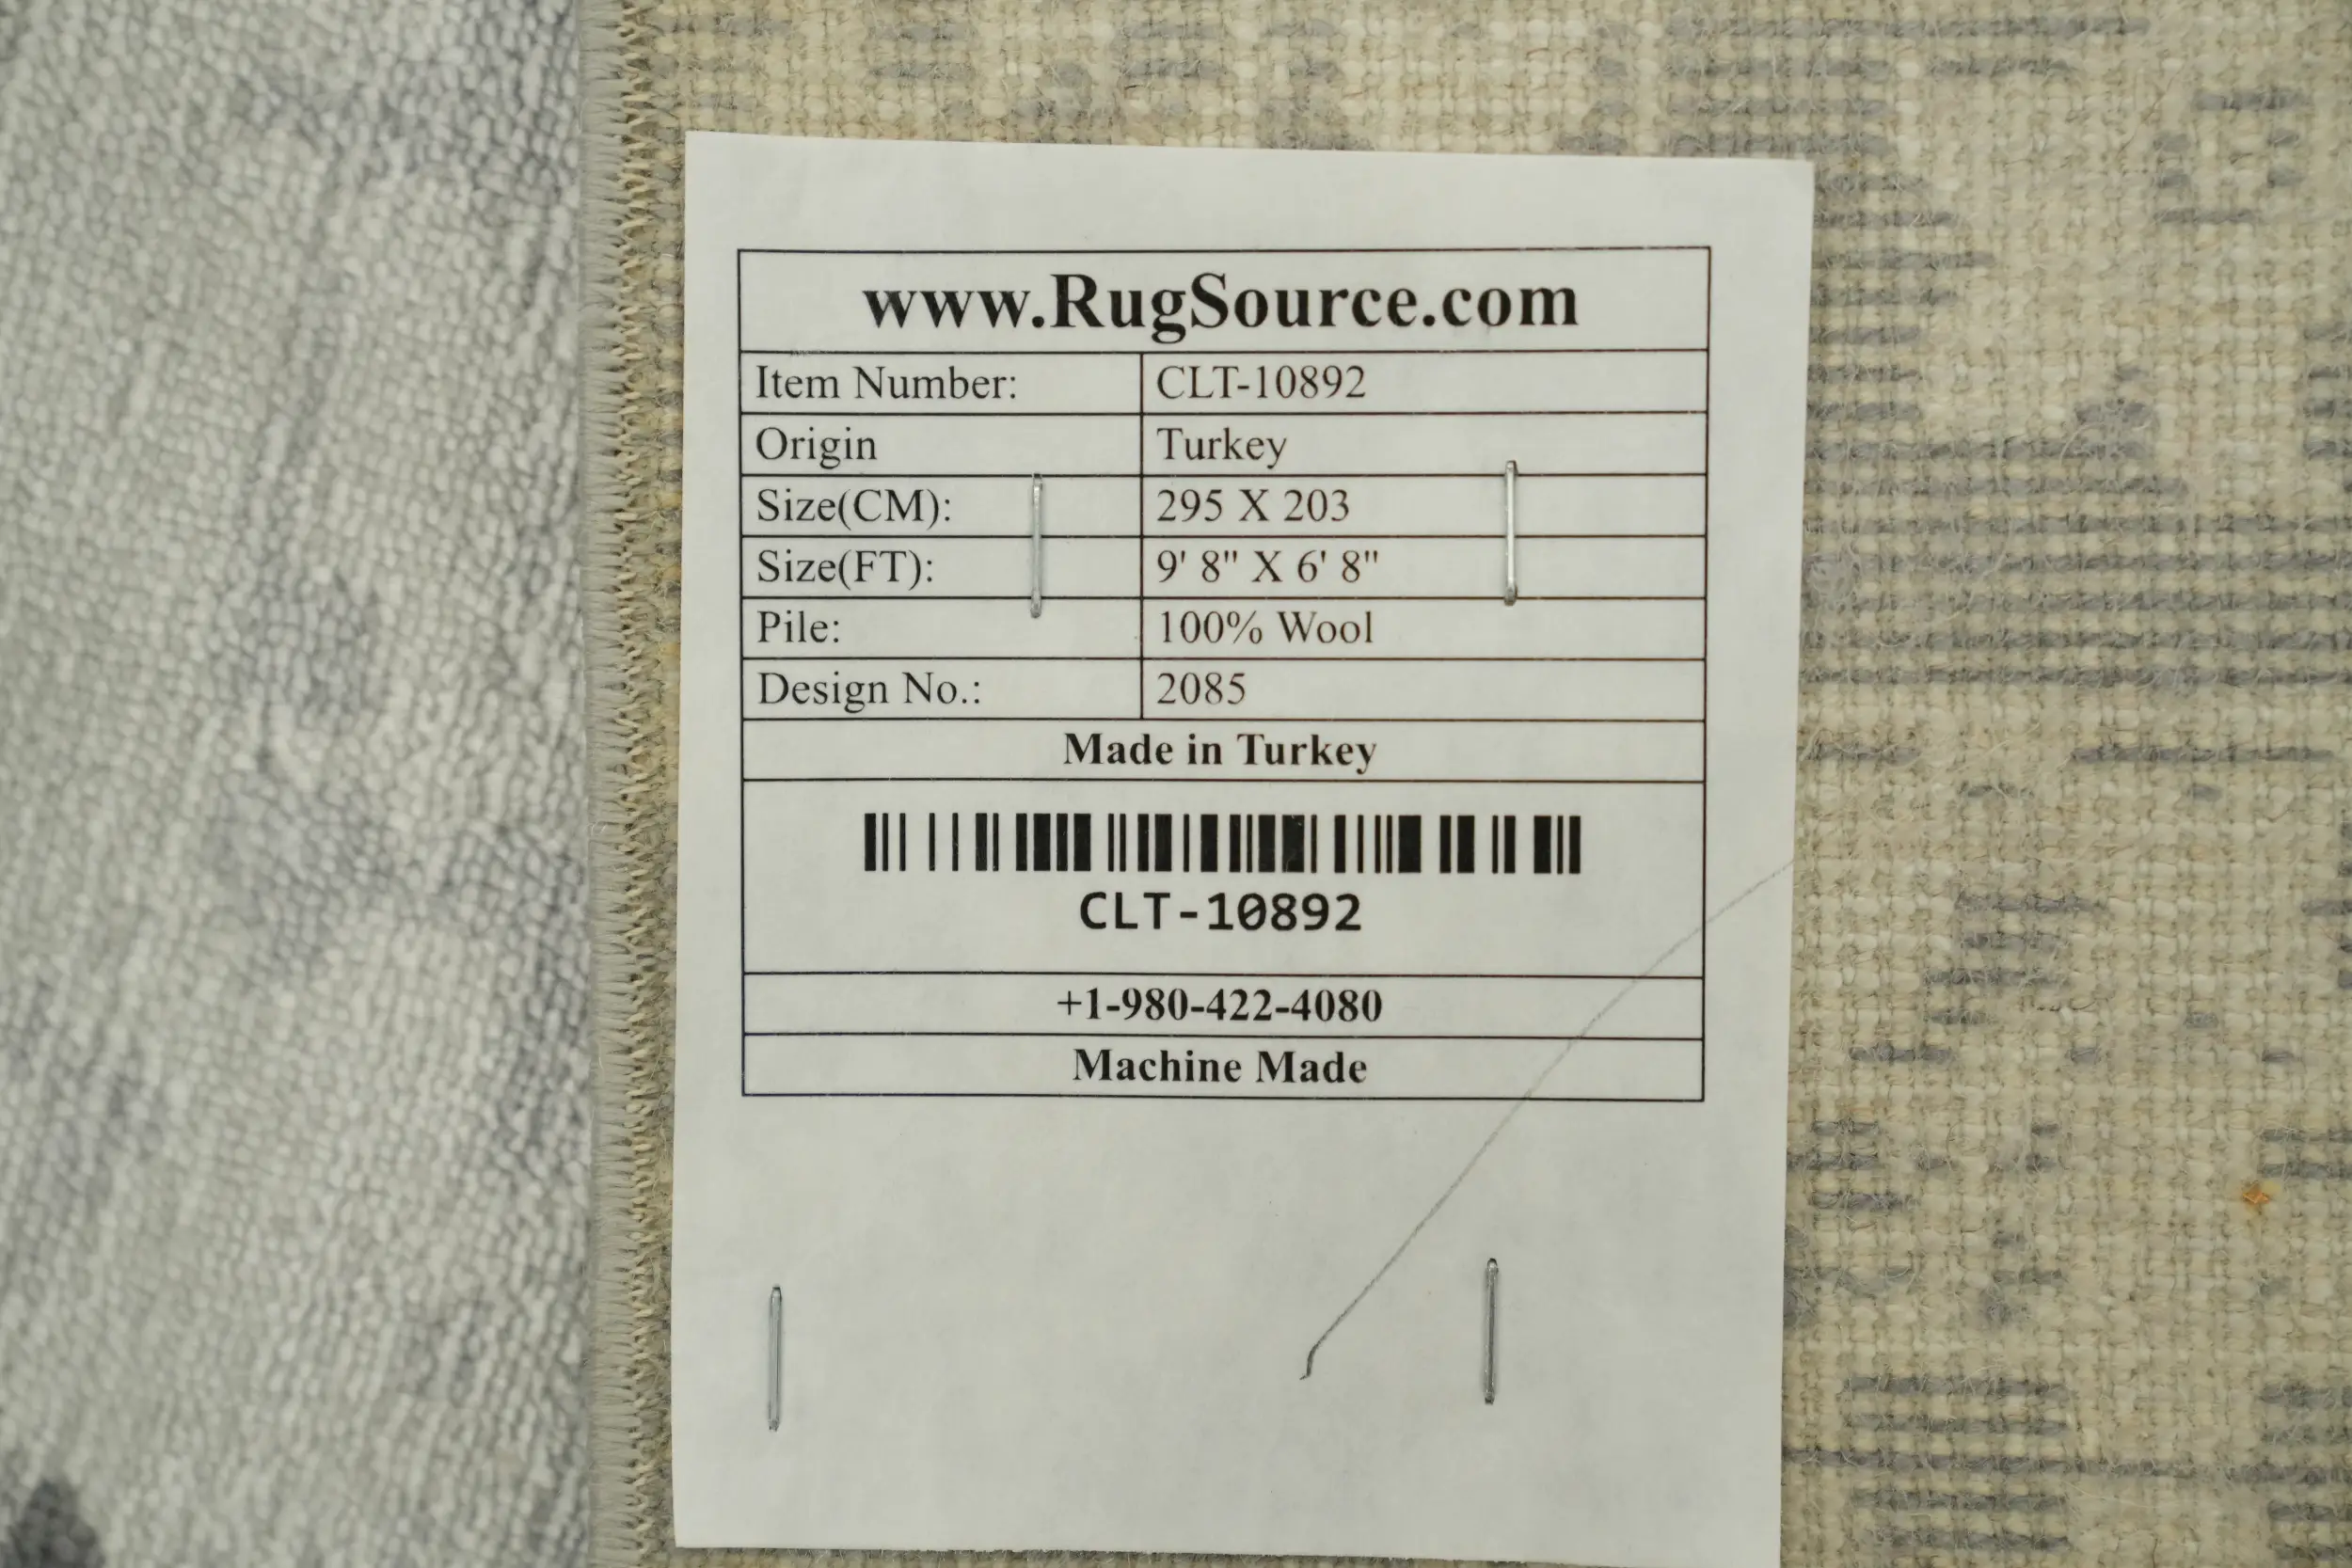 www.RugSource.com
Item Number: CLT-10892
Origin Turkey
Size(CM): 295 X 203
Size(FT): 9' 8" X 6' 8"
Pile: 100% Wool
Design No.: 2085
Made in Turkey
CLT-10892
+1-980-422-4080
Machine Made